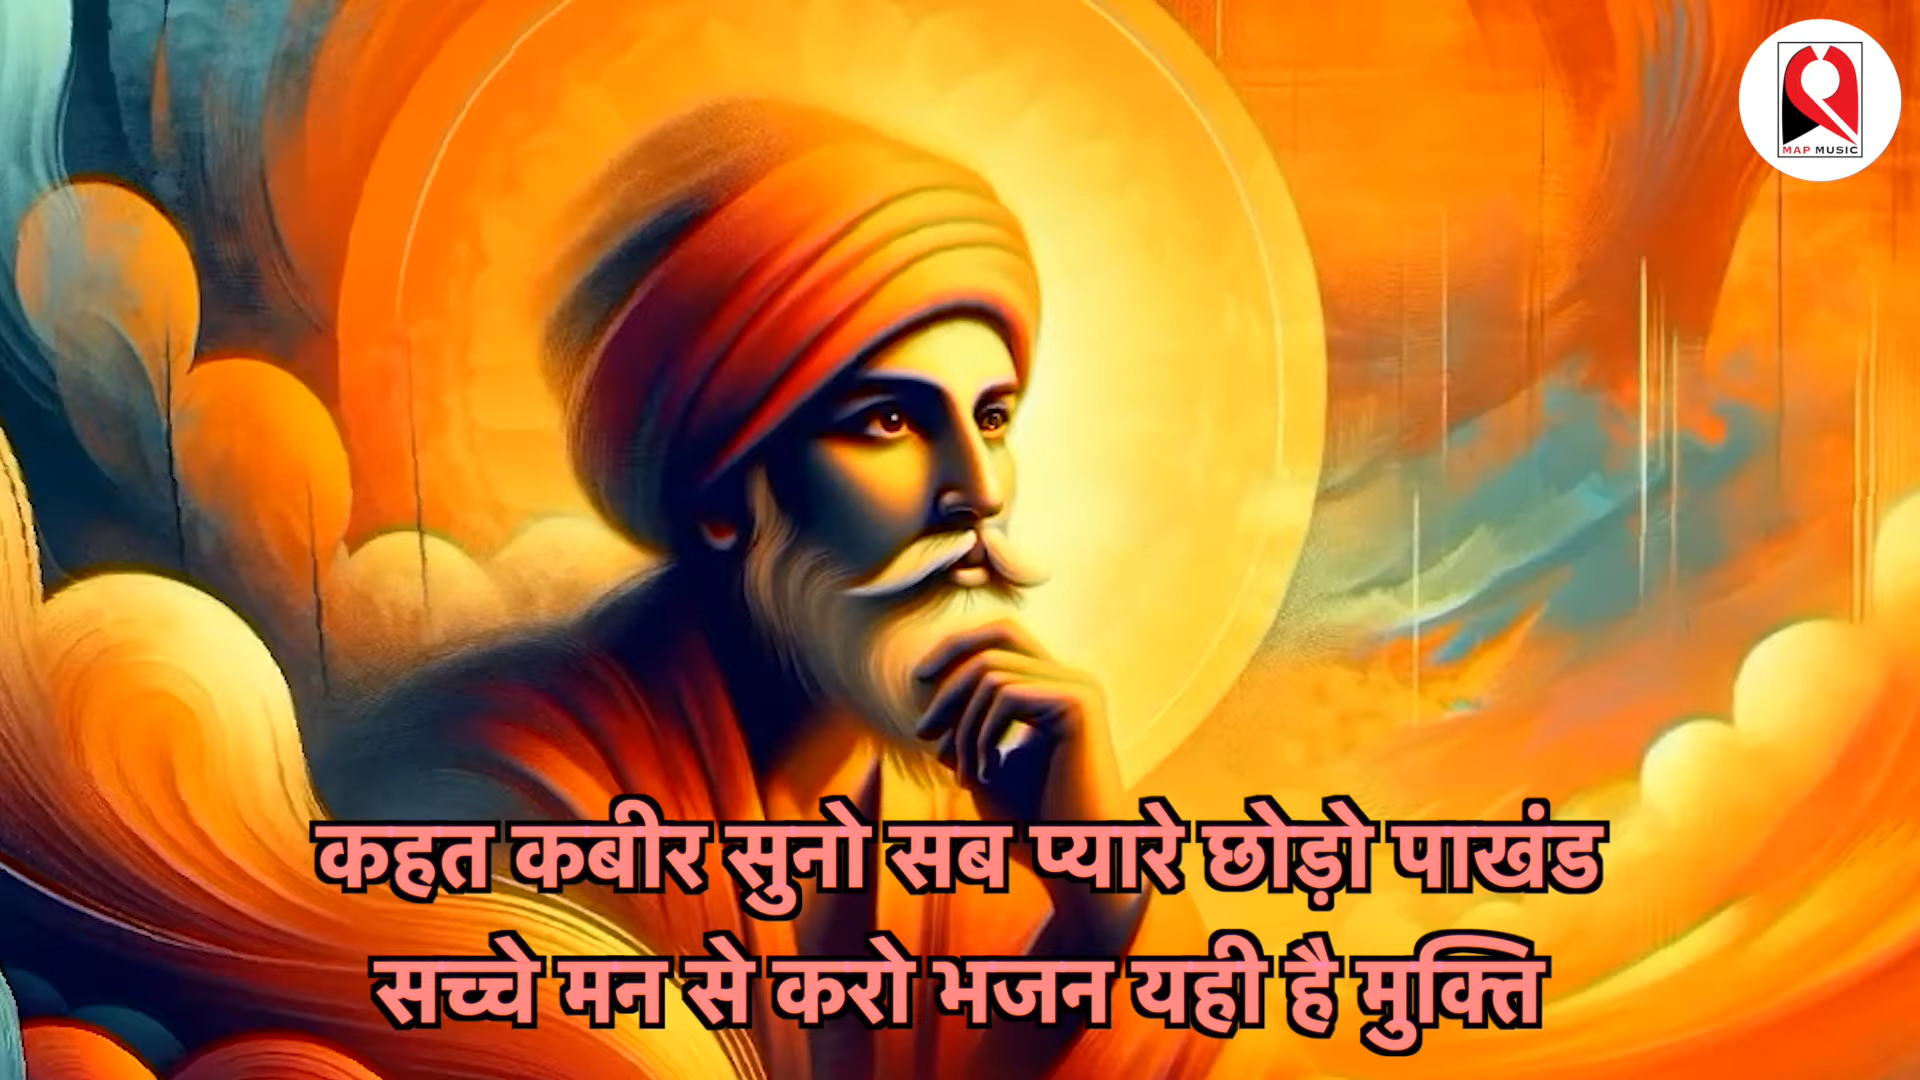 MAP MUSIC
कहत कबीर सुनो सब प्यारे छोड़ो पाखंड
सच्चे मन से करो भजन यही है मुक्ति